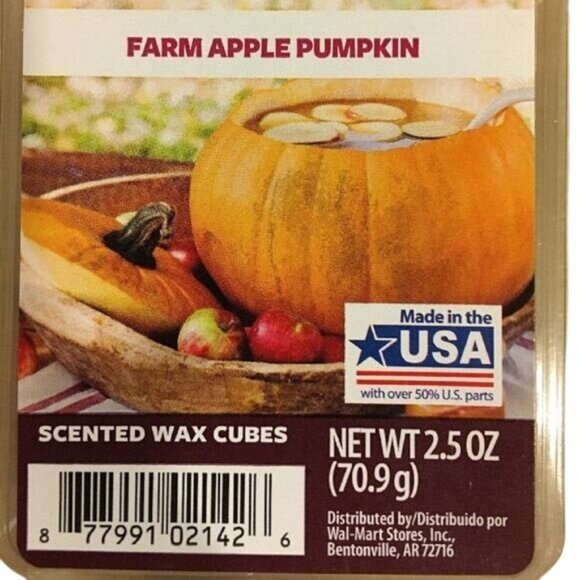 FARM APPLE PUMPKIN
Made in the
USA
with over 50% U.S. parts
SCENTED WAX CUBES
NET WT 2.5 OZ
(70.9 g)
8 77991 02142 6
Distributed by/Distribuido por
Wal-Mart Stores, Inc.,
Bentonville, AR 72716